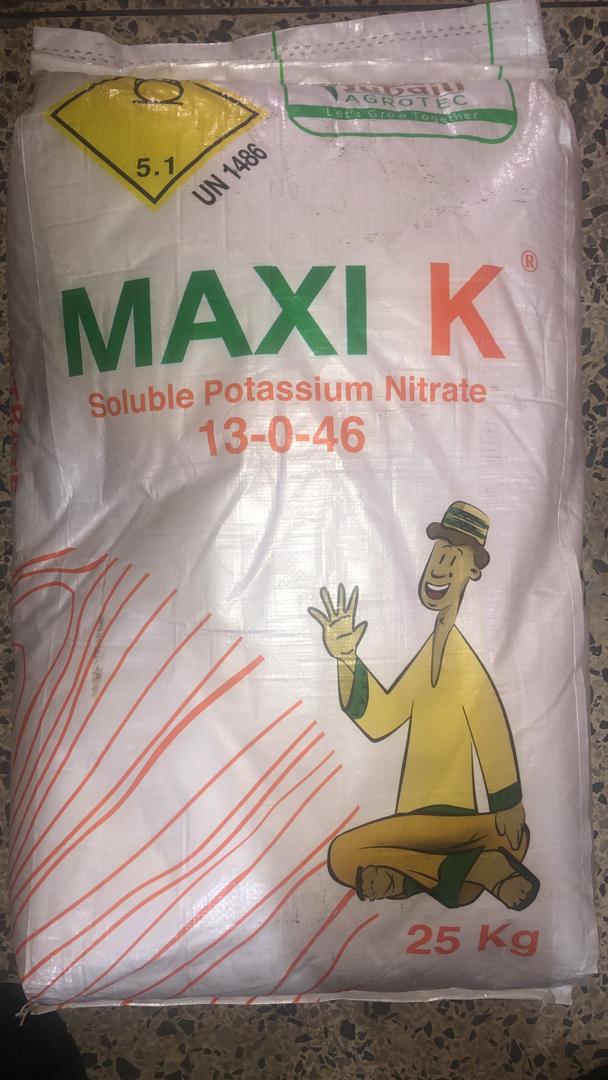 5.1
UN 1486
AGROTEC
Let's Grow Together
MAXI K®
Soluble Potassium Nitrate
13-0-46
25 Kg